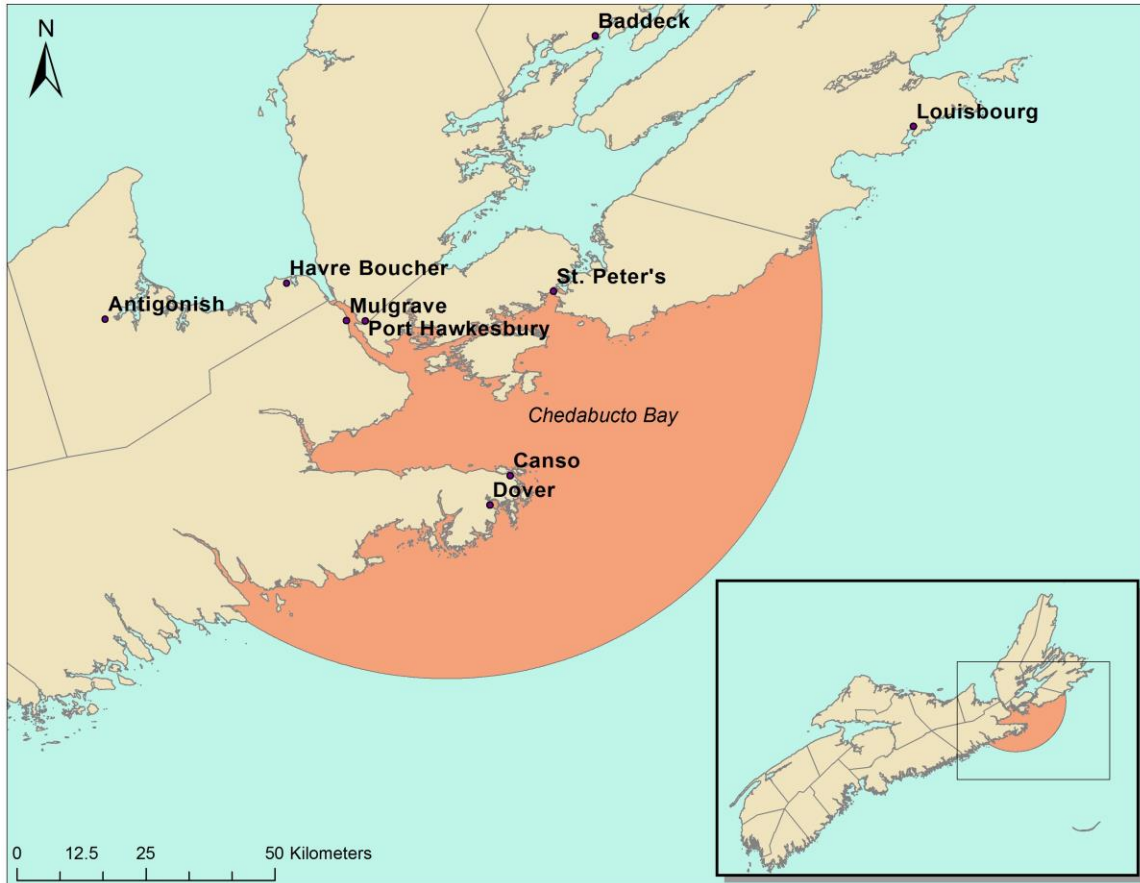 N
Baddeck
Louisbourg
Havre Boucher
St. Peter's
Antigonish
Mulgrave
Port Hawkesbury
Chedabucto Bay
Canso
Dover
0 12.5 25 50 Kilometers